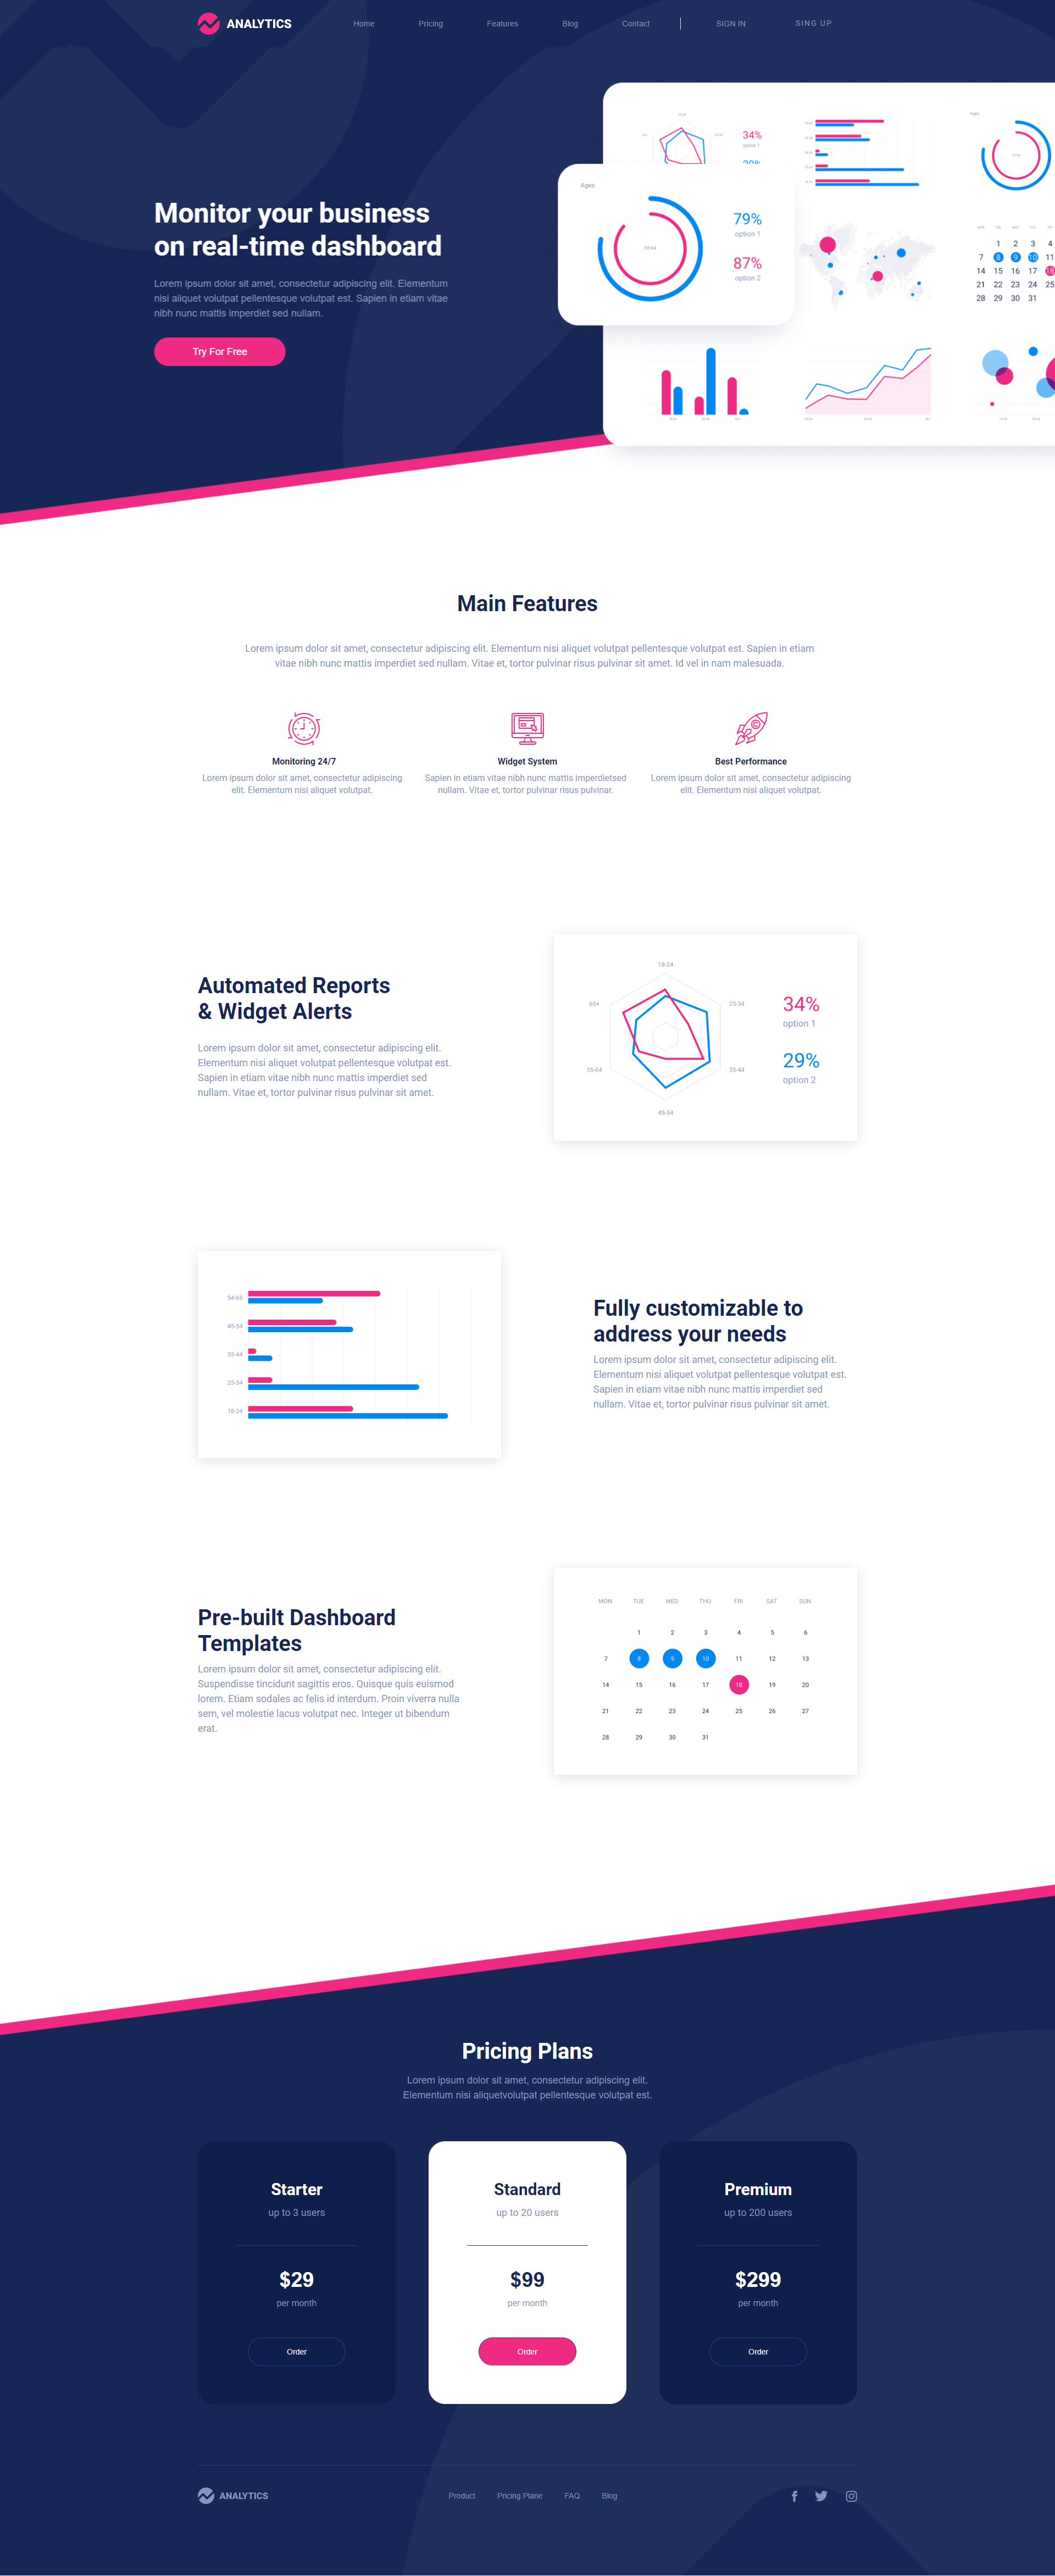 ANALYTICS
Home Pricing Features Blog Contact SIGN IN SING UP
Monitor your business
on real-time dashboard
Lorem ipsum dolor sit amet, consectetur adipiscing elit. Elementum
nisi aliquet volutpat pellentesque volutpat est. Sapien in etiam vitae
nibh nunc mattis imperdiet sed nullam.
Try For Free
34%
option 1
Ages
79%
option 1
87%
option 2
1 2 3 4
7 8 9 10 11
14 15 16 17 18
21 22 23 24 25
28 29 30 31
Main Features
Lorem ipsum dolor sit amet, consectetur adipiscing elit. Elementum nisi aliquet volutpat pellentesque volutpat est. Sapien in etiam
vitae nibh nunc mattis imperdiet sed nullam. Vitae et, tortor pulvinar risus pulvinar sit amet. Id vel in nam malesuada.
Monitoring 24/7
Lorem ipsum dolor sit amet, consectetur adipiscing
elit. Elementum nisi aliquet volutpat.
Widget System
Sapien in etiam vitae nibh nunc mattis imperdietsed
nullam. Vitae et, tortor pulvinar risus pulvinar.
Best Performance
Lorem ipsum dolor sit amet, consectetur adipiscing
elit. Elementum nisi aliquet volutpat.
Automated Reports
& Widget Alerts
Lorem ipsum dolor sit amet, consectetur adipiscing elit.
Elementum nisi aliquet volutpat pellentesque volutpat est.
Sapien in etiam vitae nibh nunc mattis imperdiet sed
nullam. Vitae et, tortor pulvinar risus pulvinar sit amet.
18-24
65+ 25-34
55-64 35-44
45-54
34%
option 1
29%
option 2
54-65
45-54
35-44
25-34
18-24
Fully customizable to
address your needs
Lorem ipsum dolor sit amet, consectetur adipiscing elit.
Elementum nisi aliquet volutpat pellentesque volutpat est.
Sapien in etiam vitae nibh nunc mattis imperdiet sed
nullam. Vitae et, tortor pulvinar risus pulvinar sit amet.
Pre-built Dashboard
Templates
Lorem ipsum dolor sit amet, consectetur adipiscing elit.
Suspendisse tincidunt sagittis eros. Quisque quis euismod
lorem. Etiam sodales ac felis id interdum. Proin viverra nulla
sem, vel molestie lacus volutpat nec. Integer ut bibendum
erat.
MON TUE WED THU FRI SAT SUN
1 2 3 4 5 6
7 8 9 10 11 12 13
14 15 16 17 18 19 20
21 22 23 24 25 26 27
28 29 30 31
Pricing Plans
Lorem ipsum dolor sit amet, consectetur adipiscing elit.
Elementum nisi aliquetvolutpat pellentesque volutpat est.
Starter
up to 3 users
$29
per month
Order
Standard
up to 20 users
$99
per month
Order
Premium
up to 200 users
$299
per month
Order
ANALYTICS
Product Pricing Plane FAQ Blog